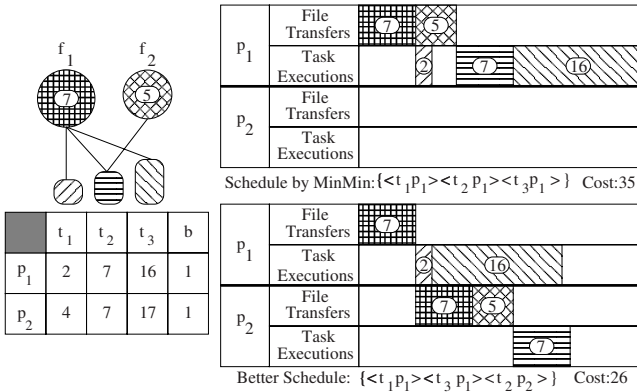 f1 f2
7 5
t1 t2 t3 b
p1 2 7 16 1
p2 4 7 17 1
p1 File Transfers 7 5
Task Executions 2 7 16
p2 File Transfers
Task Executions
Schedule by MinMin:{<t1p1><t2p1><t3p1>} Cost:35
p1 File Transfers 7
Task Executions 2 16
p2 File Transfers 7 5
Task Executions 7
Better Schedule: {<t1p1><t3p1><t2p2>} Cost:26